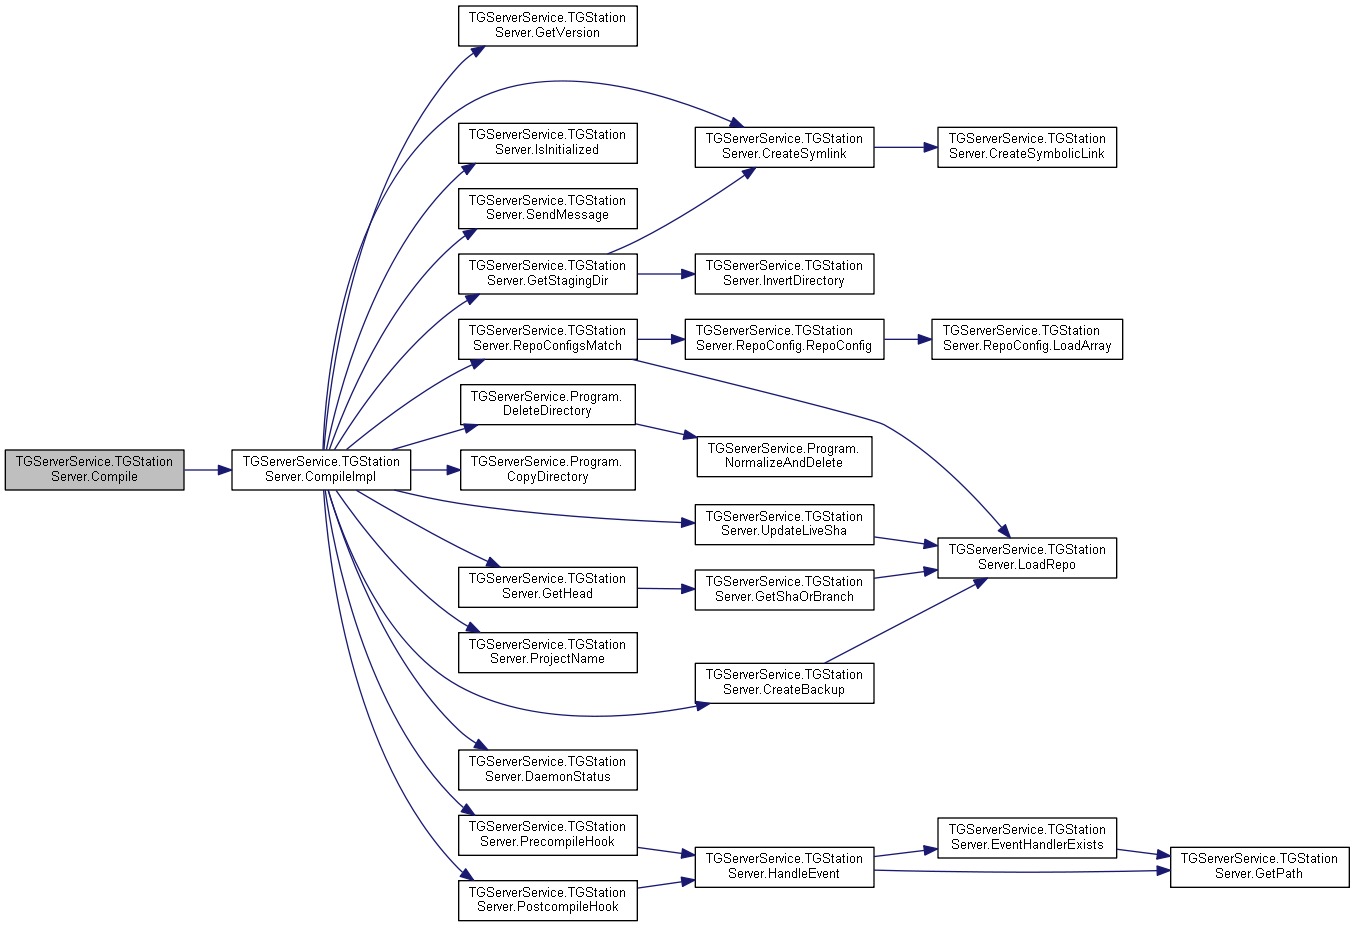 TGServerService.TGStation
Server.GetVersion
TGServerService.TGStation
Server.IsInitialized
TGServerService.TGStation
Server.CreateSymlink
TGServerService.TGStation
Server.CreateSymbolicLink
TGServerService.TGStation
Server.SendMessage
TGServerService.TGStation
Server.GetStagingDir
TGServerService.TGStation
Server.InvertDirectory
TGServerService.TGStation
Server.RepoConfigsMatch
TGServerService.TGStation
Server.RepoConfig.RepoConfig
TGServerService.TGStation
Server.RepoConfig.LoadArray
TGServerService.Program.
DeleteDirectory
TGServerService.Program.
NormalizeAndDelete
TGServerService.TGStation
Server.Compile
TGServerService.TGStation
Server.CompileImpl
TGServerService.Program.
CopyDirectory
TGServerService.TGStation
Server.UpdateLiveSha
TGServerService.TGStation
Server.LoadRepo
TGServerService.TGStation
Server.GetHead
TGServerService.TGStation
Server.GetShaOrBranch
TGServerService.TGStation
Server.ProjectName
TGServerService.TGStation
Server.CreateBackup
TGServerService.TGStation
Server.DaemonStatus
TGServerService.TGStation
Server.PrecompileHook
TGServerService.TGStation
Server.EventHandlerExists
TGServerService.TGStation
Server.HandleEvent
TGServerService.TGStation
Server.GetPath
TGServerService.TGStation
Server.PostcompileHook